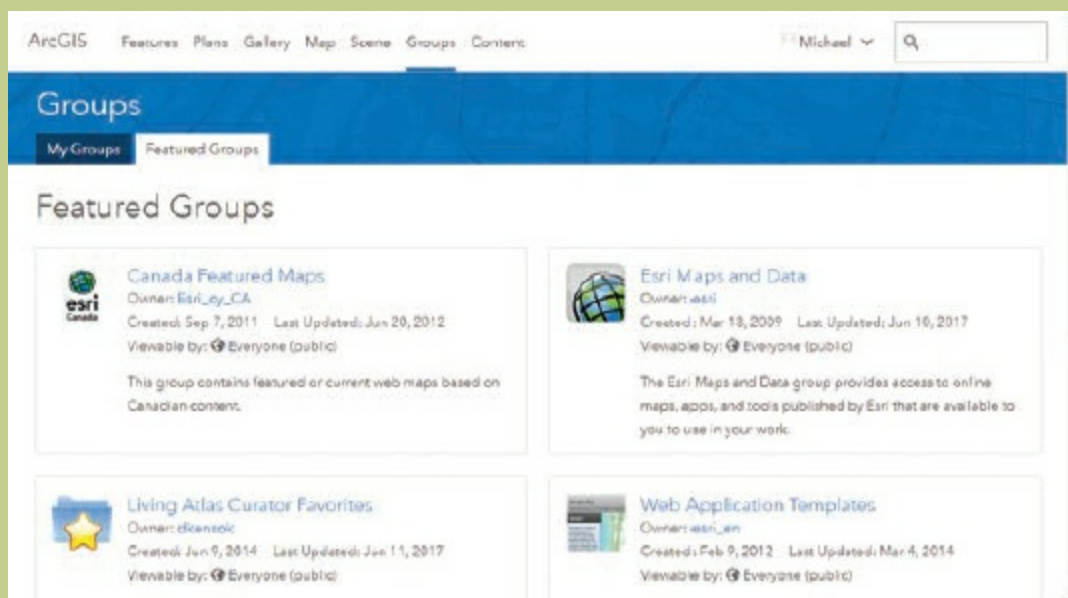 ArcGIS Features Plans Gallery Map Scene Groups Content Michael
Groups
My Groups Featured Groups
Featured Groups
esri
Canada
Canada Featured Maps
Owner: Esri_cy_CA
Created: Sep 7, 2011 Last Updated: Jun 20, 2012
Viewable by: Everyone (public)
This group contains featured or current web maps based on
Canadian content.
Esri Maps and Data
Owner: esri
Created: Mar 18, 2009 Last Updated: Jun 10, 2017
Viewable by: Everyone (public)
The Esri Maps and Data group provides access to online
maps, apps, and tools published by Esri that are available to
you to use in your work.
Living Atlas Curator Favorites
Owner:
Created: Jun 9, 2014 Last Updated: Jun 11, 2017
Viewable by: Everyone (public)
Web Application Templates
Owner: esri_en
Created: Feb 9, 2012 Last Updated: Mar 4, 2014
Viewable by: Everyone (public)